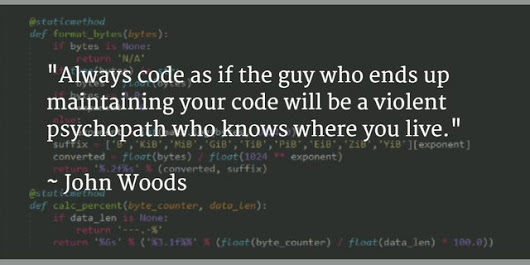 @staticmethod
def format_bytes(bytes):
if bytes is None:
return 'N/A'
"Always code as if the guy who ends up
maintaining your code will be a violent
psychopath who knows where you live."
suffix = ['B','KiB','MiB','GiB','TiB','PiB','EiB','ZiB','YiB'][exponent]
converted = float(bytes) / float(1024 ** exponent)
return '%.2f%s' % (converted, suffix)
~ John Woods
@staticmethod
def calc_percent(byte_counter, data_len):
if data_len is None:
return '---.-%'
return '%6s' % ('%3.1f%%' % (float(byte_counter) / float(data_len) * 100.0))